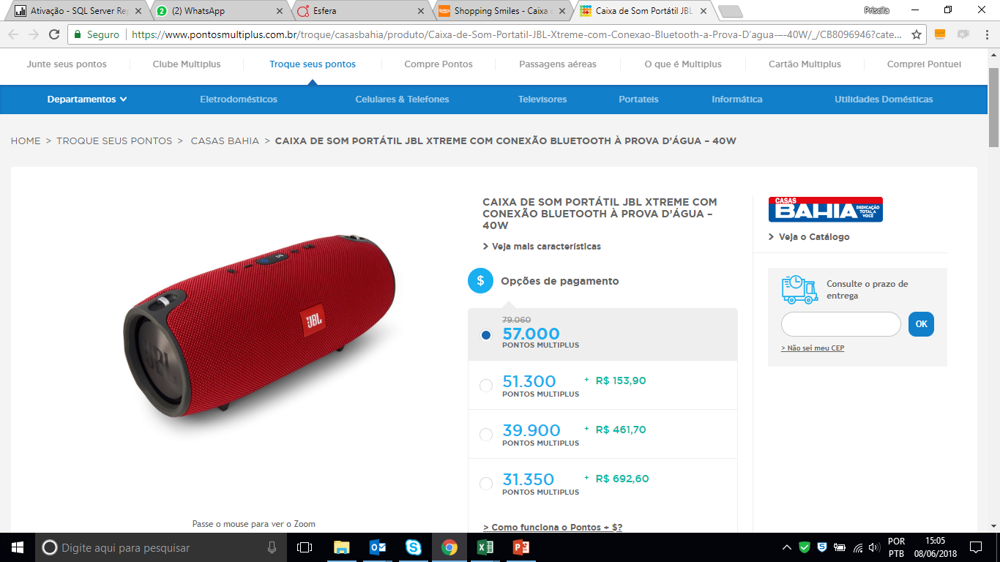 Ativação - SQL Server Rep
(2) WhatsApp
Esfera
Shopping Smiles - Caixa
Caixa de Som Portátil JBL
Priscila
Seguro
https://www.pontosmultiplus.com.br/troque/casasbahia/produto/Caixa-de-Som-Portatil-JBL-Xtreme-com-Conexao-Bluetooth-a-Prova-D´agua-–-40W/_/CB8096946?cate...
Junte seus pontos
Clube Multiplus
Troque seus pontos
Compre Pontos
Passagens aéreas
O que é Multiplus
Cartão Multiplus
Comprei Pontuei
Departamentos
Eletrodomésticos
Celulares & Telefones
Televisores
Portateis
Informática
Utilidades Domésticas
HOME > TROQUE SEUS PONTOS > CASAS BAHIA > CAIXA DE SOM PORTÁTIL JBL XTREME COM CONEXÃO BLUETOOTH À PROVA D´ÁGUA – 40W
JBL
JBL
Passe o mouse para ver o Zoom
CAIXA DE SOM PORTÁTIL JBL XTREME COM
CONEXÃO BLUETOOTH À PROVA D´ÁGUA –
40W
> Veja mais características
$ Opções de pagamento
79.060
57.000
PONTOS MULTIPLUS
51.300 + R$ 153,90
PONTOS MULTIPLUS
39.900 + R$ 461,70
PONTOS MULTIPLUS
31.350 + R$ 692,60
PONTOS MULTIPLUS
> Como funciona o Pontos + $?
CASAS
BAHIA
DEDICAÇÃO
TOTAL A
VOCÊ
> Veja o Catálogo
Consulte o prazo de
entrega
OK
> Não sei meu CEP
Digite aqui para pesquisar
POR
PTB
15:05
08/06/2018